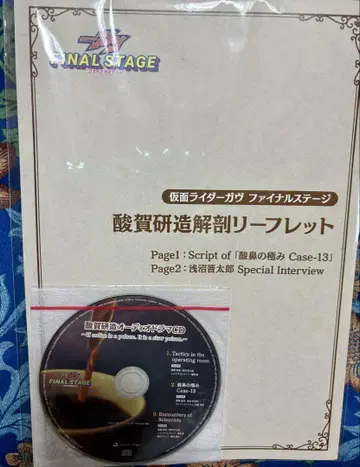 FINAL STAGE
仮面ライダーガヴ ファイナルステージ
酸賀研造解剖リーフレット
Page1：Script of「酸鼻の極み Case-13」
Page2：浅沼晋太郎 Special Interview
酸賀研造オーディオドラマCD
～If coffee is a poison, it is a slow poison.～
1. Tactics in the
operating room
2. 酸鼻の極み
Case-13
3. Encounters of
Scientists
FINAL STAGE